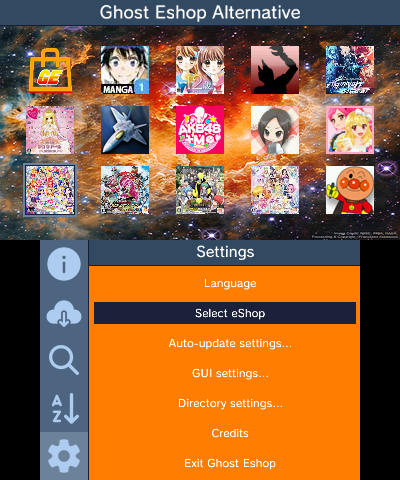 Ghost Eshop Alternative
GE
MANGA 1
AKB48
Settings
Language
Select eShop
Auto-update settings...
GUI settings...
Directory settings...
Credits
Exit Ghost Eshop